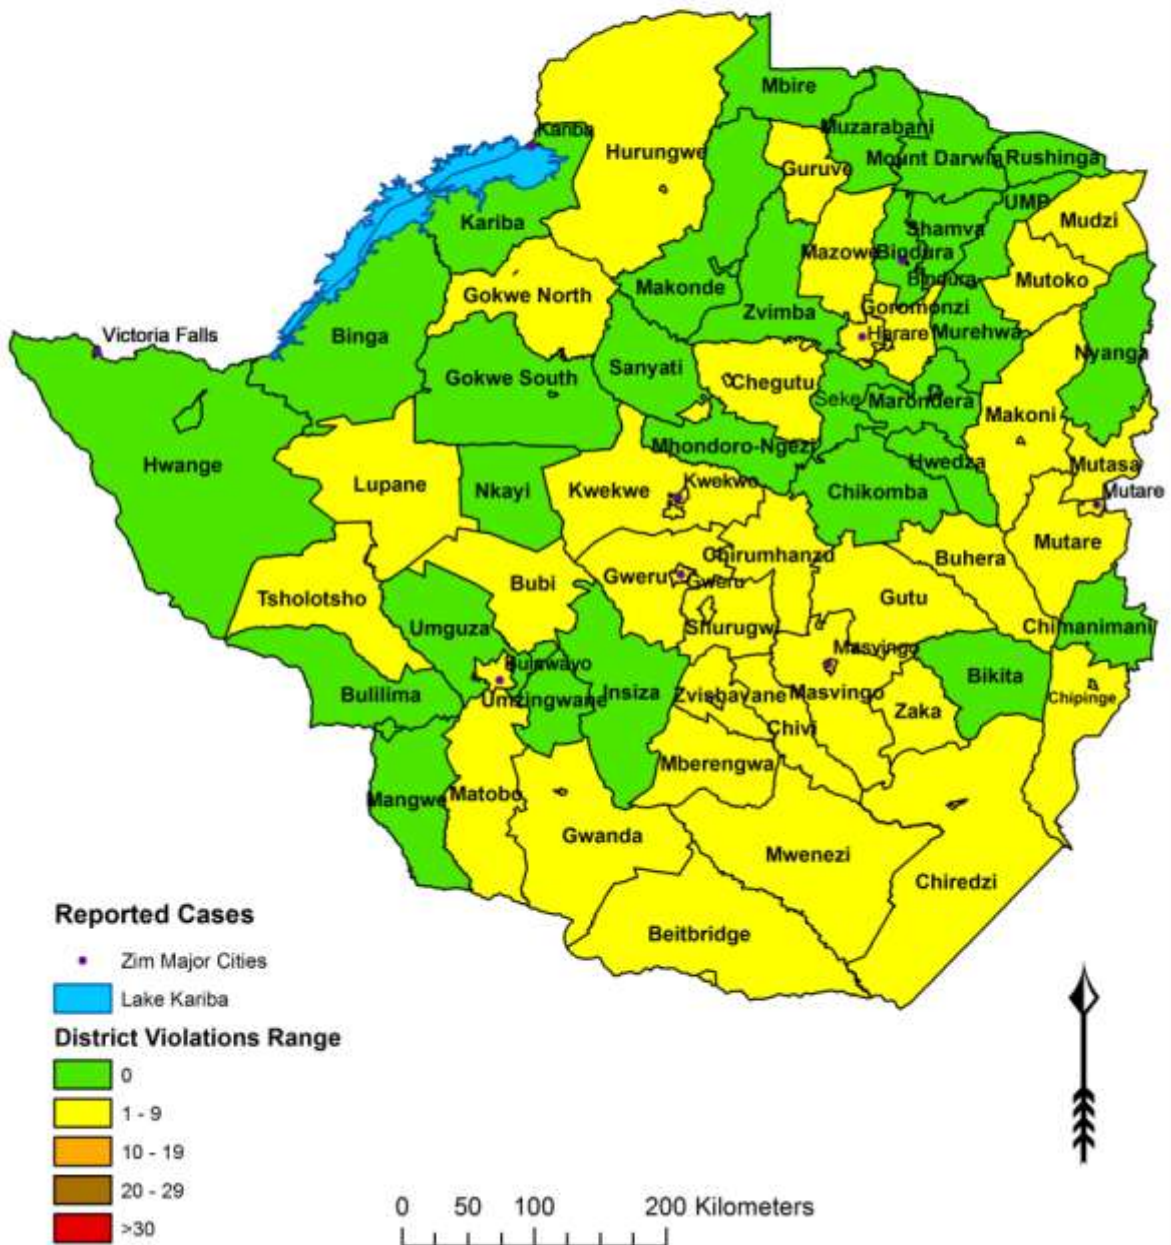 Mbire
Kariba
Muzarabani
Hurungwe
Mount Darwin
Rushinga
Guruve
UMP
Mudzi
Kariba
Shamva
Mazowe
Bindura
Bindura
Mutoko
Makonde
Gokwe North
Goromonzi
Zvimba
Victoria Falls
Harare
Murehwa
Binga
Nyanga
Sanyati
Gokwe South
Chegutu
Seke
Marondera
Makoni
Mhondoro-Ngezi
Hwedza
Hwange
Mutasa
Lupane
Kwekwe
Nkayi
Kwekwe
Chikomba
Mutare
Mutare
Chirumhanzu
Buhera
Gweru
Gweru
Bubi
Tsholotsho
Gutu
Umguza
Shurugwi
Chimanimani
Masvingo
Bulawayo
Bikita
Bulilima
Umzingwane
Insiza
Zvishavane
Masvingo
Chipinge
Zaka
Chivi
Mberengwa
Mangwe
Matobo
Gwanda
Mwenezi
Chiredzi
Beitbridge
Reported Cases
Zim Major Cities
Lake Kariba
District Violations Range
0
1 - 9
10 - 19
20 - 29
>30
0 50 100 200 Kilometers